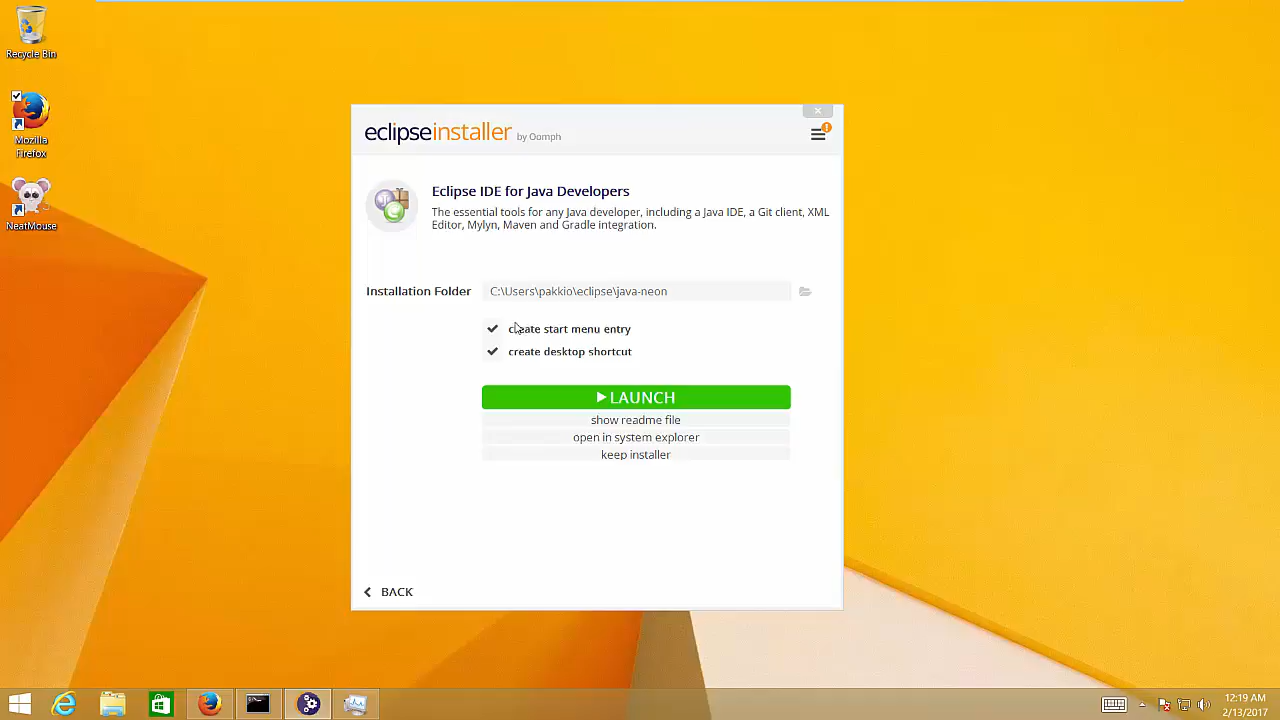 Recycle Bin
Mozilla
Firefox
NeatMouse
eclipseinstaller by Oomph
Eclipse IDE for Java Developers
The essential tools for any Java developer, including a Java IDE, a Git client, XML
Editor, Mylyn, Maven and Gradle integration.
Installation Folder C:\Users\pakkio\eclipse\java-neon
create start menu entry
create desktop shortcut
LAUNCH
show readme file
open in system explorer
keep installer
BACK
12:19 AM
2/13/2017